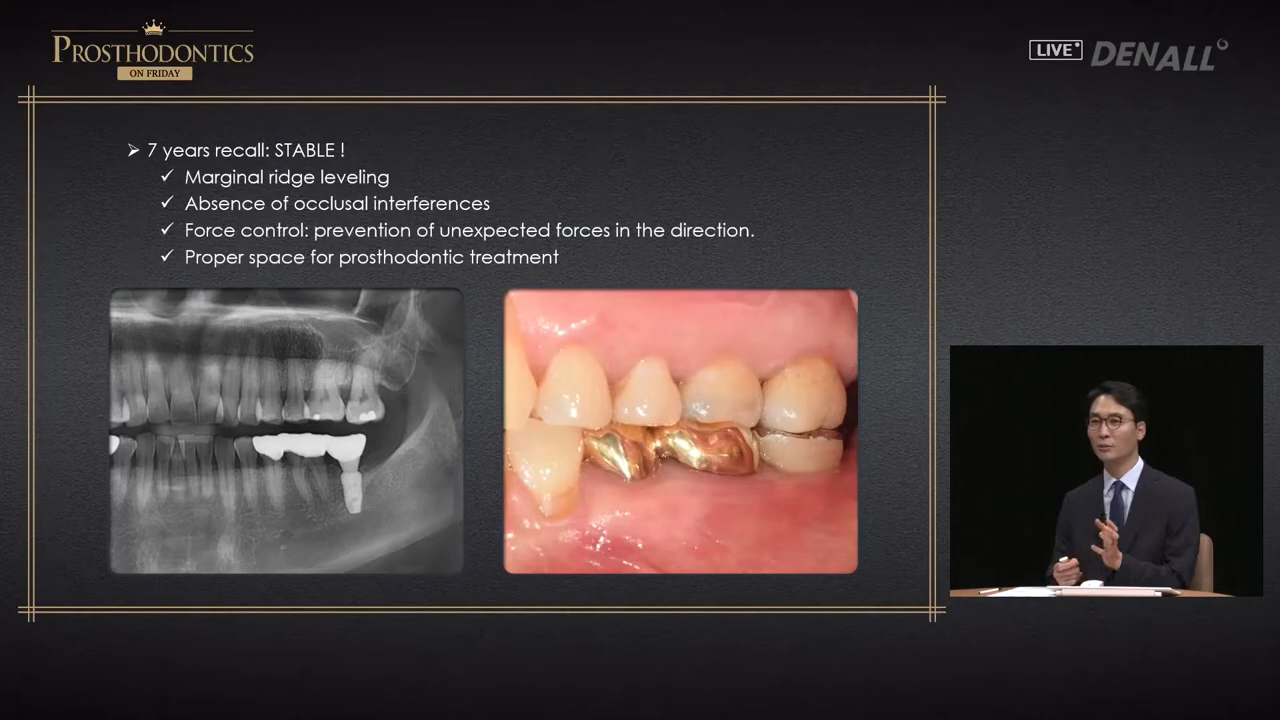 PROSTHODONTICS
ON FRIDAY
LIVE
DENALL
➢ 7 years recall: STABLE !
✓ Marginal ridge leveling
✓ Absence of occlusal interferences
✓ Force control: prevention of unexpected forces in the direction.
✓ Proper space for prosthodontic treatment